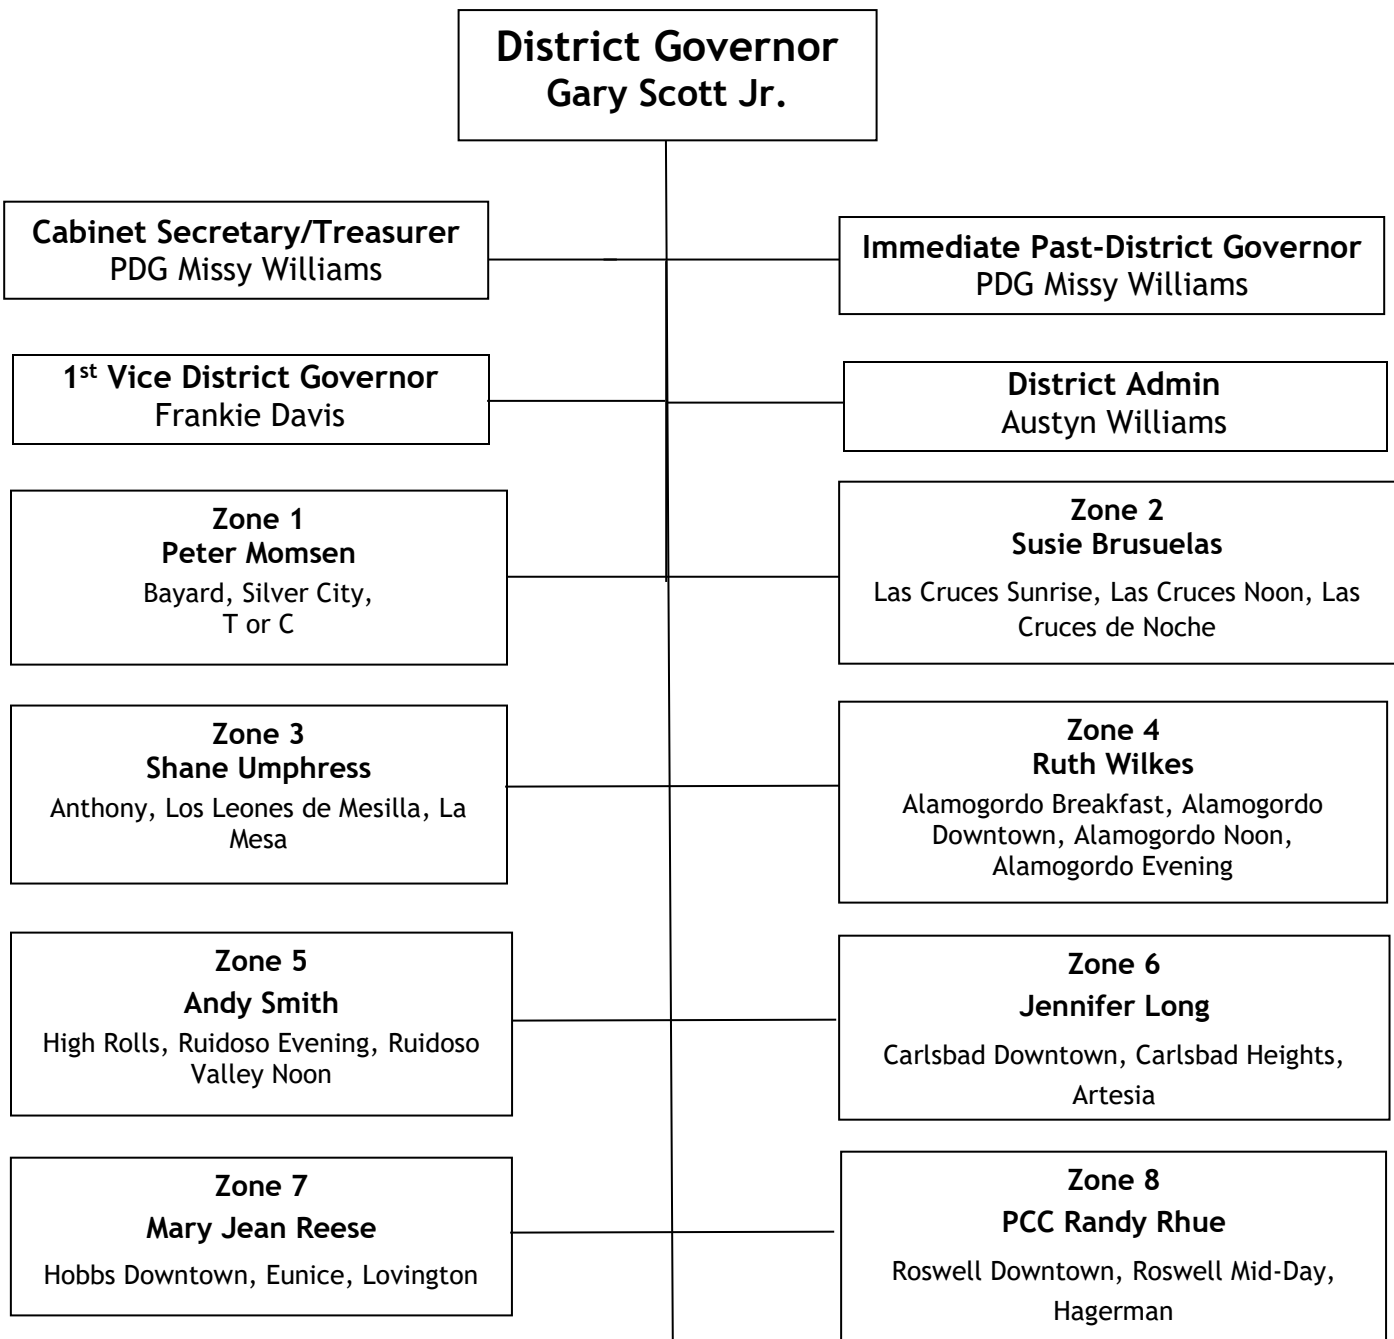 District Governor
Gary Scott Jr.
Cabinet Secretary/Treasurer
PDG Missy Williams
Immediate Past-District Governor
PDG Missy Williams
1st Vice District Governor
Frankie Davis
District Admin
Austyn Williams
Zone 1
Peter Momsen
Bayard, Silver City,
T or C
Zone 2
Susie Brusuelas
Las Cruces Sunrise, Las Cruces Noon, Las
Cruces de Noche
Zone 3
Shane Umphress
Anthony, Los Leones de Mesilla, La
Mesa
Zone 4
Ruth Wilkes
Alamogordo Breakfast, Alamogordo
Downtown, Alamogordo Noon,
Alamogordo Evening
Zone 5
Andy Smith
High Rolls, Ruidoso Evening, Ruidoso
Valley Noon
Zone 6
Jennifer Long
Carlsbad Downtown, Carlsbad Heights,
Artesia
Zone 7
Mary Jean Reese
Hobbs Downtown, Eunice, Lovington
Zone 8
PCC Randy Rhue
Roswell Downtown, Roswell Mid-Day,
Hagerman